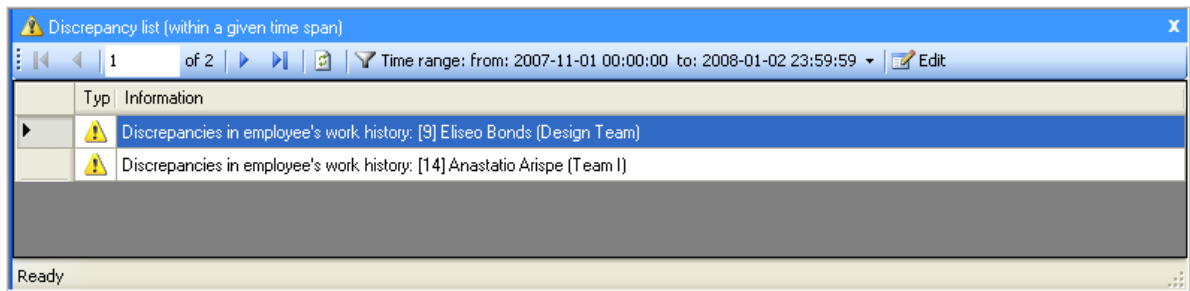 Discrepancy list (within a given time span) x
1 of 2 Time range: from: 2007-11-01 00:00:00 to: 2008-01-02 23:59:59 Edit
Typ Information
Discrepancies in employee's work history: [9] Eliseo Bonds (Design Team)
Discrepancies in employee's work history: [14] Anastatio Arispe (Team I)
Ready